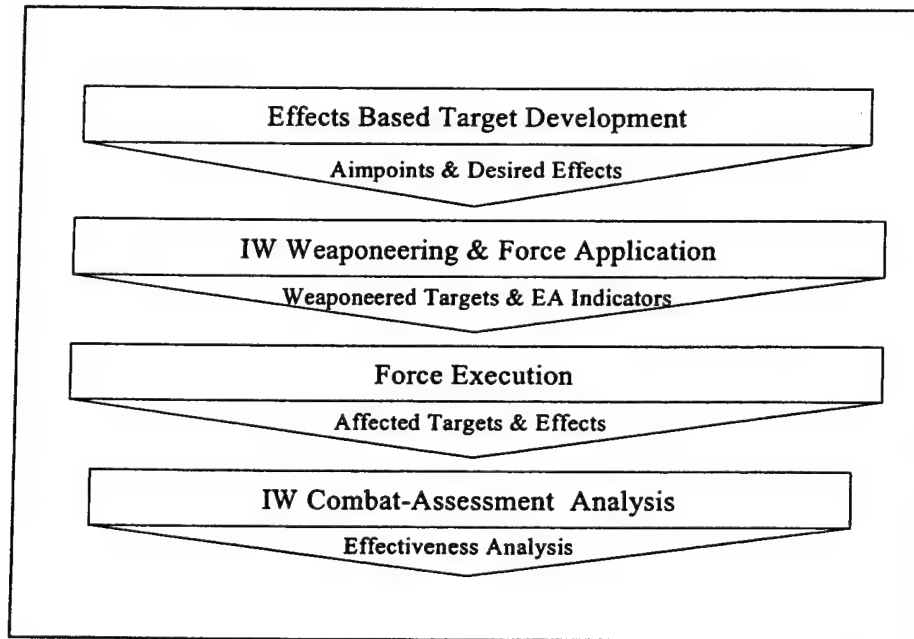 Effects Based Target Development
Aimpoints & Desired Effects
IW Weaponeering & Force Application
Weaponeered Targets & EA Indicators
Force Execution
Affected Targets & Effects
IW Combat-Assessment Analysis
Effectiveness Analysis